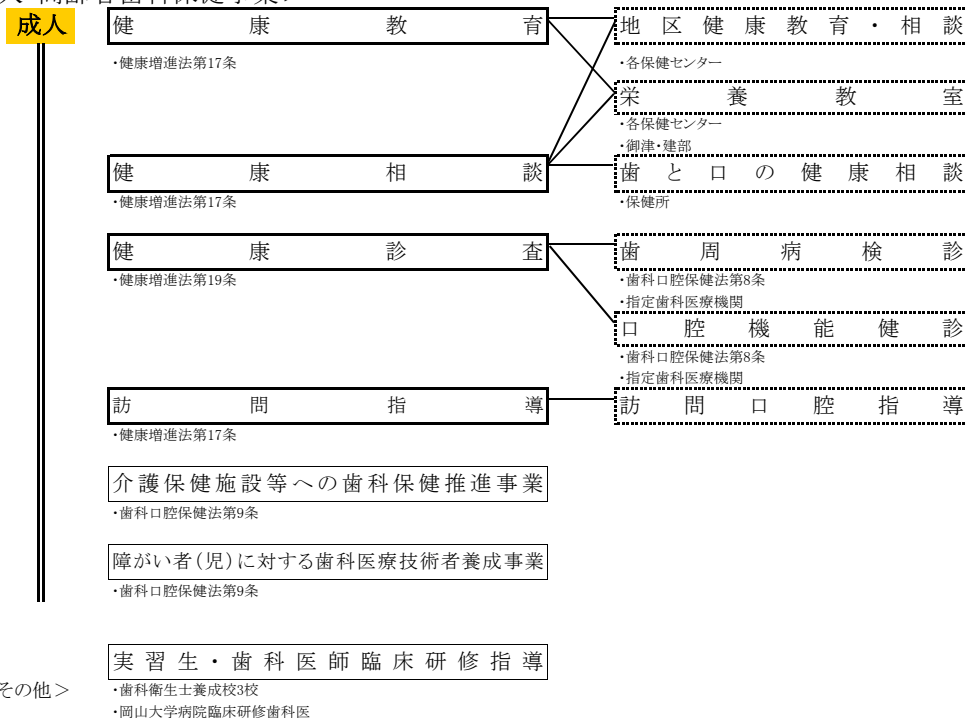 成人
健康教育
・健康増進法第17条
地区健康教育・相談
・各保健センター
栄養教室
・各保健センター
・御津・建部
健康相談
・健康増進法第17条
歯と口の健康相談
・保健所
健康診査
・健康増進法第19条
歯周病検診
・歯科口腔保健法第8条
・指定歯科医療機関
口腔機能健診
・歯科口腔保健法第8条
・指定歯科医療機関
訪問指導
・健康増進法第17条
訪問口腔指導
介護保健施設等への歯科保健推進事業
・歯科口腔保健法第9条
障がい者(児)に対する歯科医療技術者養成事業
・歯科口腔保健法第9条
実習生・歯科医師臨床研修指導
その他＞
・歯科衛生士養成校3校
・岡山大学病院臨床研修歯科医